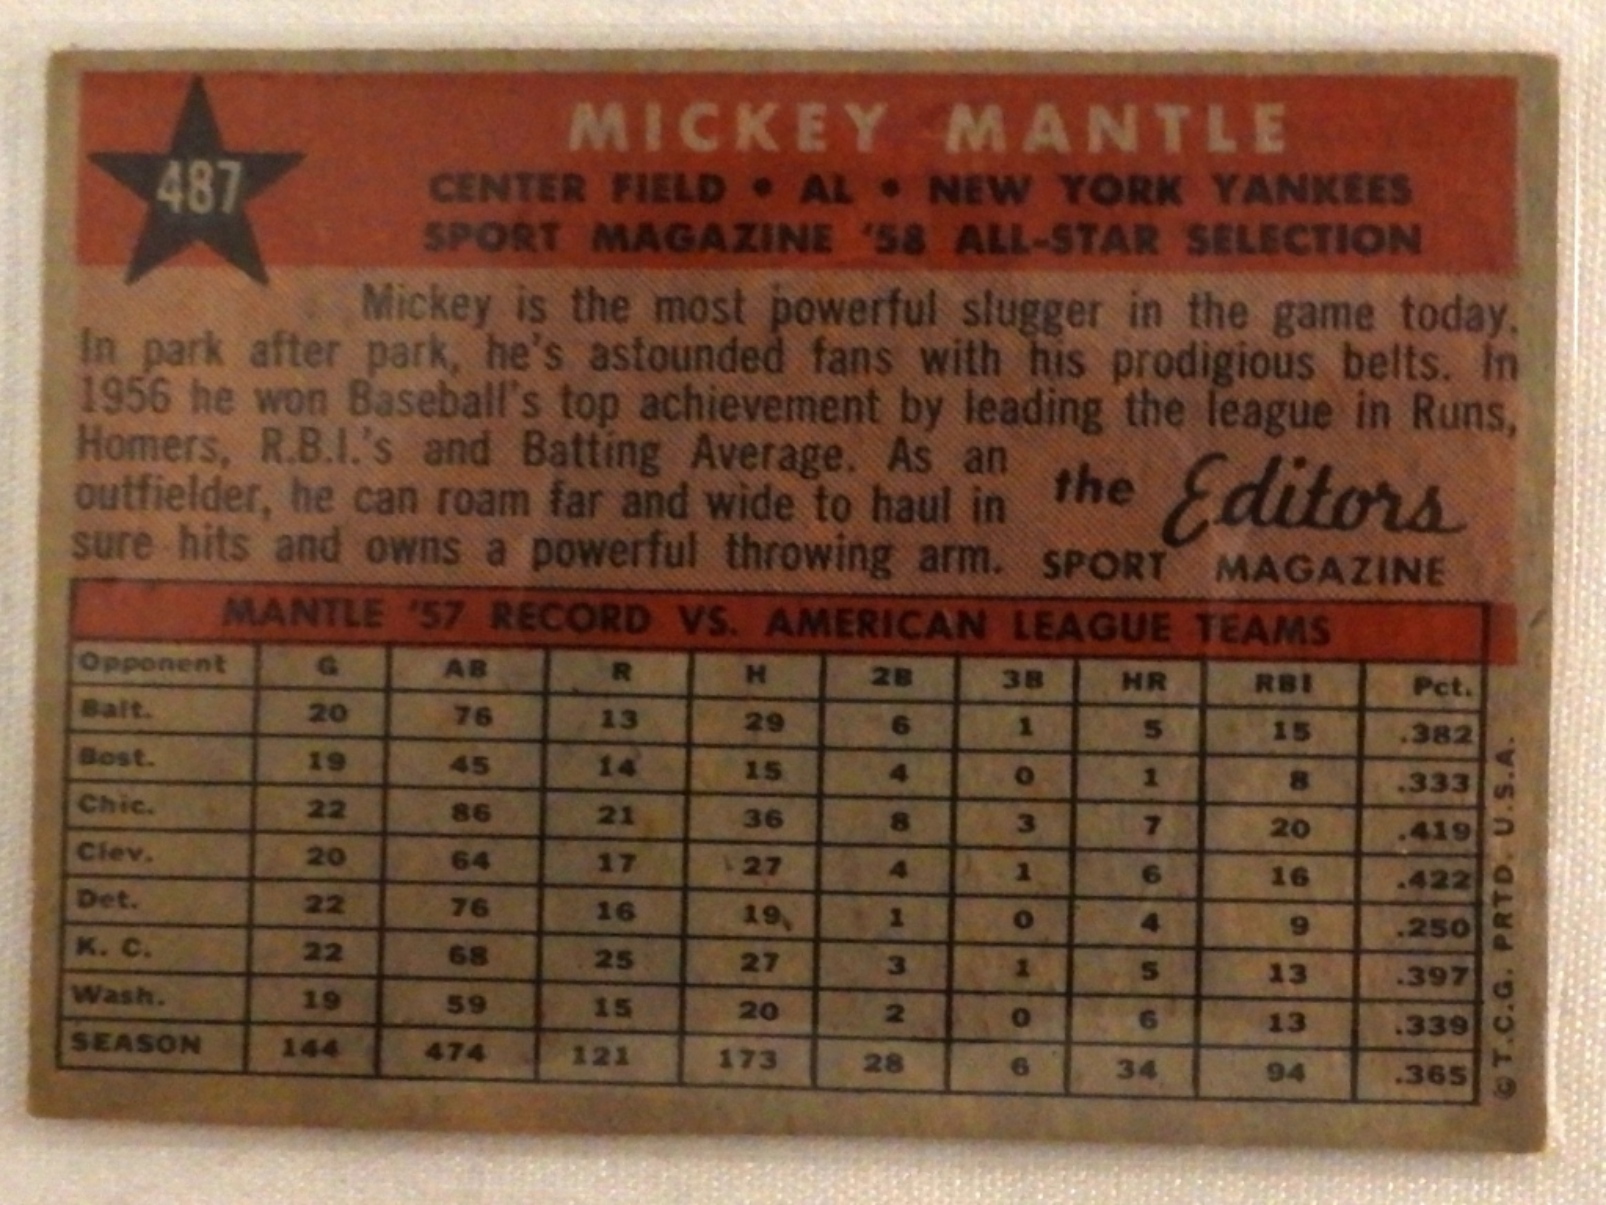 487
MICKEY MANTLE
CENTER FIELD • AL • NEW YORK YANKEES
SPORT MAGAZINE '58 ALL-STAR SELECTION
Mickey is the most powerful slugger in the game today.
In park after park, he's astounded fans with his prodigious belts. In
1956 he won Baseball's top achievement by leading the league in Runs,
Homers, R.B.I.'s and Batting Average. As an
outfielder, he can roam far and wide to haul in
sure hits and owns a powerful throwing arm.
the Editors
SPORT MAGAZINE
MANTLE '57 RECORD VS. AMERICAN LEAGUE TEAMS
Opponent G AB R H 2B 3B HR RBI Pct.
Balt. 20 76 13 29 6 1 5 15 .382
Bost. 19 45 14 15 4 0 1 8 .333
Chic. 22 86 21 36 8 3 7 20 .419
Clev. 20 64 17 27 4 1 6 16 .422
Det. 22 76 16 19 1 0 4 9 .250
K. C. 22 68 25 27 3 1 5 13 .397
Wash. 19 59 15 20 2 0 6 13 .339
SEASON 144 474 121 173 28 6 34 94 .365
© T.C.G. PRTD. U.S.A.